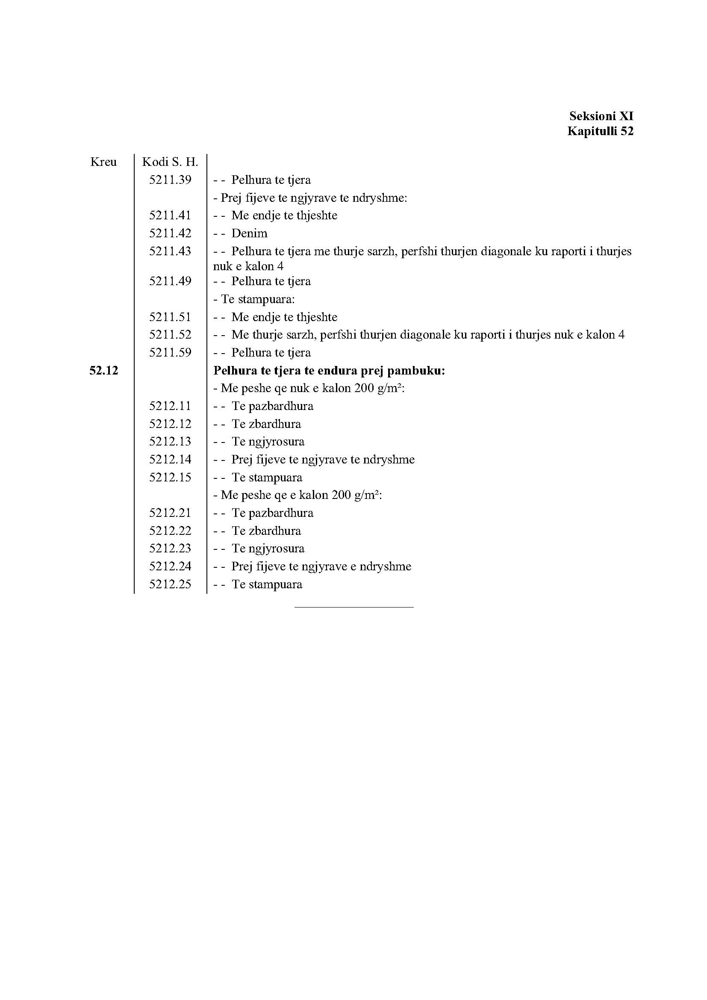 Seksioni XI
Kapitulli 52
Kreu Kodi S. H.
5211.39 - - Pelhura te tjera
- Prej fijeve te ngjyrave te ndryshme:
5211.41 - - Me endje te thjeshte
5211.42 - - Denim
5211.43 - - Pelhura te tjera me thurje sarzh, perfshi thurjen diagonale ku raporti i thurjes
nuk e kalon 4
5211.49 - - Pelhura te tjera
- Te stampuara:
5211.51 - - Me endje te thjeshte
5211.52 - - Me thurje sarzh, perfshi thurjen diagonale ku raporti i thurjes nuk e kalon 4
5211.59 - - Pelhura te tjera
52.12 Pelhura te tjera te endura prej pambuku:
- Me peshe qe nuk e kalon 200 g/m²:
5212.11 - - Te pazbardhura
5212.12 - - Te zbardhura
5212.13 - - Te ngjyrosura
5212.14 - - Prej fijeve te ngjyrave te ndryshme
5212.15 - - Te stampuara
- Me peshe qe e kalon 200 g/m²:
5212.21 - - Te pazbardhura
5212.22 - - Te zbardhura
5212.23 - - Te ngjyrosura
5212.24 - - Prej fijeve te ngjyrave e ndryshme
5212.25 - - Te stampuara